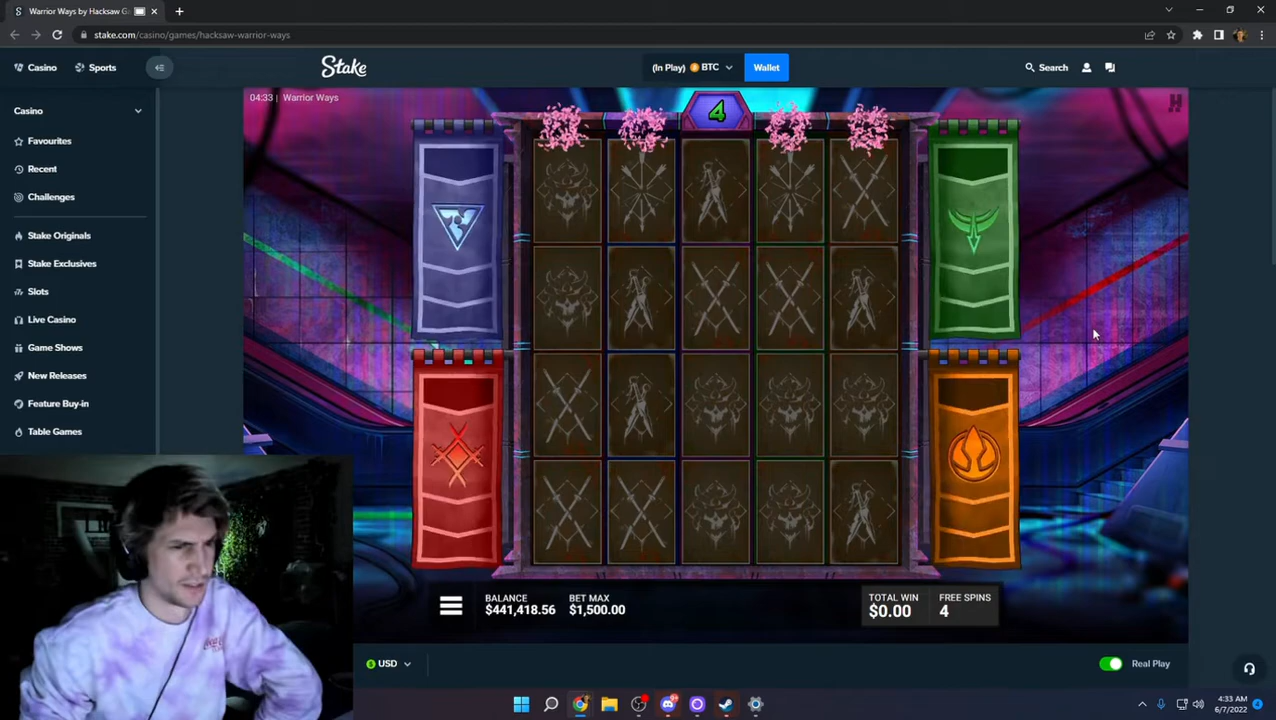 Warrior Ways by Hacksaw G
stake.com/casino/games/hacksaw-warrior-ways
Casino
Sports
Stake
(In Play) BTC
Wallet
Search
Casino
Favourites
Recent
Challenges
Stake Originals
Stake Exclusives
Slots
Live Casino
Game Shows
New Releases
Feature Buy-in
Table Games
04:33 | Warrior Ways
4
BALANCE
$441,418.56
BET MAX
$1,500.00
TOTAL WIN
$0.00
FREE SPINS
4
USD
Real Play
4:33 AM
6/7/2022